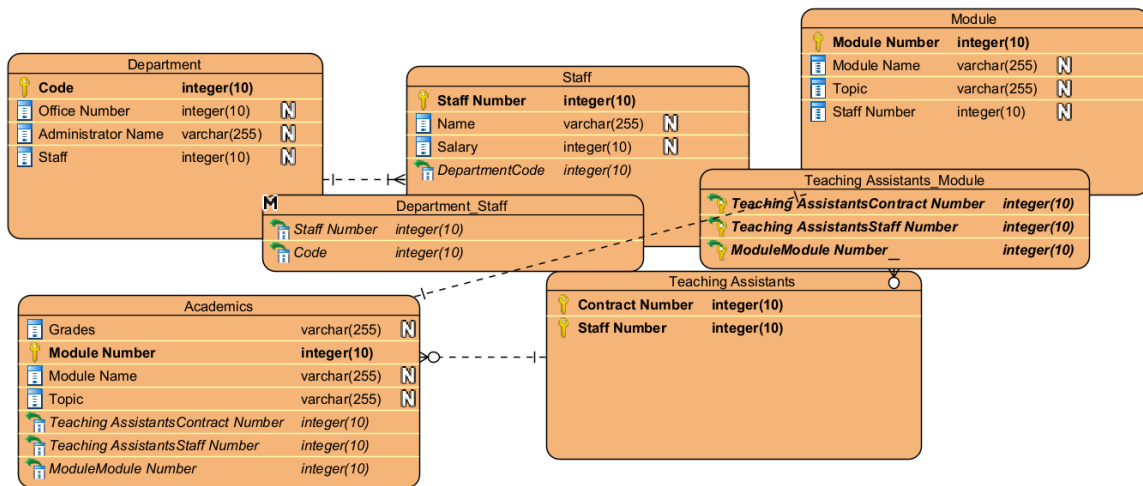 Department
Code integer(10)
Office Number integer(10) N
Administrator Name varchar(255) N
Staff integer(10) N
Staff
Staff Number integer(10)
Name varchar(255) N
Salary integer(10) N
DepartmentCode integer(10)
Module
Module Number integer(10)
Module Name varchar(255) N
Topic varchar(255) N
Staff Number integer(10) N
M Department_Staff
Staff Number integer(10)
Code integer(10)
Teaching Assistants_Module
Teaching AssistantsContract Number integer(10)
Teaching AssistantsStaff Number integer(10)
ModuleModule Number_ integer(10)
Academics
Grades varchar(255) N
Module Number integer(10)
Module Name varchar(255) N
Topic varchar(255) N
Teaching AssistantsContract Number integer(10)
Teaching AssistantsStaff Number integer(10)
ModuleModule Number integer(10)
Teaching Assistants
Contract Number integer(10)
Staff Number integer(10)